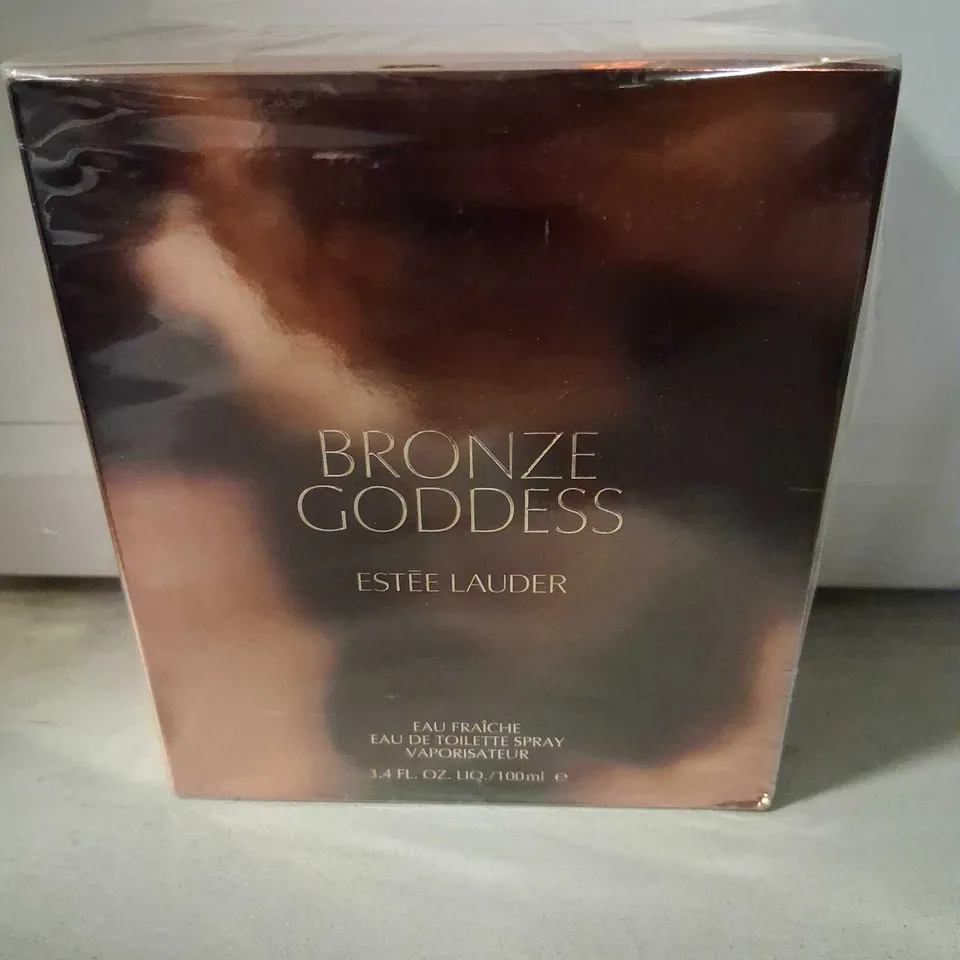 BRONZE
GODDESS
ESTĒE LAUDER
EAU FRAÎCHE
EAU DE TOILETTE SPRAY
VAPORISATEUR
3.4 FL. OZ. LIQ./100ml ℮